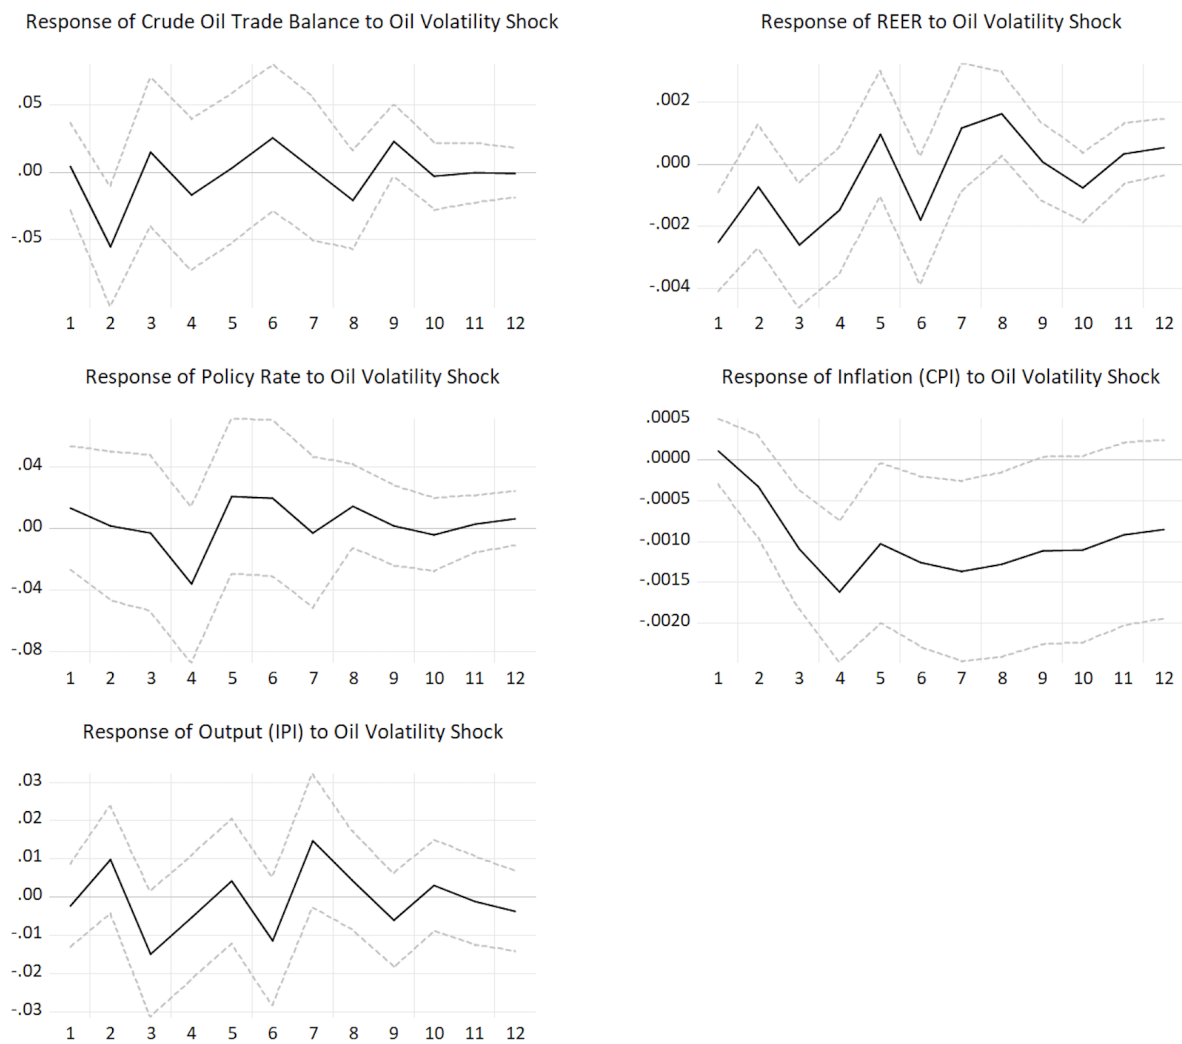 Response of Crude Oil Trade Balance to Oil Volatility Shock
.05
.00
-.05
1 2 3 4 5 6 7 8 9 10 11 12
Response of REER to Oil Volatility Shock
.002
.000
-.002
-.004
1 2 3 4 5 6 7 8 9 10 11 12
Response of Policy Rate to Oil Volatility Shock
.04
.00
-.04
-.08
1 2 3 4 5 6 7 8 9 10 11 12
Response of Inflation (CPI) to Oil Volatility Shock
.0005
.0000
-.0005
-.0010
-.0015
-.0020
1 2 3 4 5 6 7 8 9 10 11 12
Response of Output (IPI) to Oil Volatility Shock
.03
.02
.01
.00
-.01
-.02
-.03
1 2 3 4 5 6 7 8 9 10 11 12